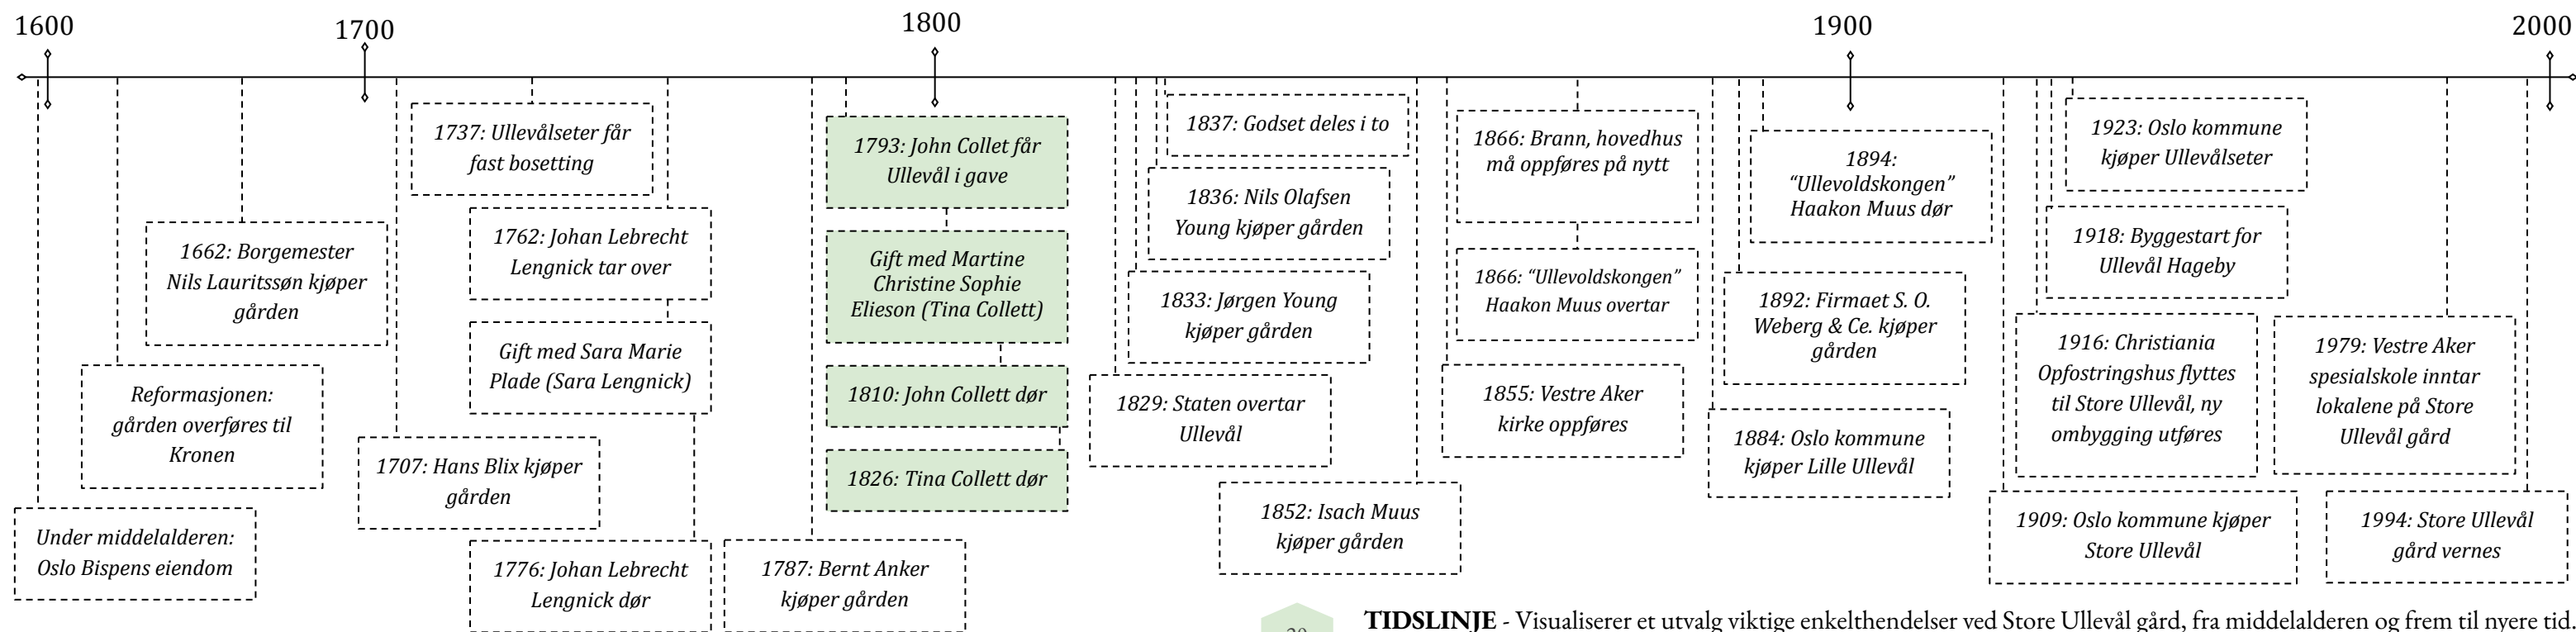 1600
1700
1800
1900
2000
Under middelalderen:
Oslo Bispens eiendom
Reformasjonen:
gården overføres til
Kronen
1662: Borgemester
Nils Lauritssøn kjøper
gården
1707: Hans Blix kjøper
gården
1737: Ullevålseter får
fast bosetting
1762: Johan Lebrecht
Lengnick tar over
Gift med Sara Marie
Plade (Sara Lengnick)
1776: Johan Lebrecht
Lengnick dør
1787: Bernt Anker
kjøper gården
1793: John Collet får
Ullevål i gave
Gift med Martine
Christine Sophie
Elieson (Tina Collett)
1810: John Collett dør
1826: Tina Collett dør
1829: Staten overtar
Ullevål
1833: Jørgen Young
kjøper gården
1836: Nils Olafsen
Young kjøper gården
1837: Godset deles i to
1852: Isach Muus
kjøper gården
1855: Vestre Aker
kirke oppføres
1866: Brann, hovedhus
må oppføres på nytt
1866: “Ullevoldskongen”
Haakon Muus overtar
1884: Oslo kommune
kjøper Lille Ullevål
1892: Firmaet S. O.
Weberg & Ce. kjøper
gården
1894:
“Ullevoldskongen”
Haakon Muus dør
1909: Oslo kommune kjøper
Store Ullevål
1916: Christiania
Opfostringshus flyttes
til Store Ullevål, ny
ombygging utføres
1918: Byggestart for
Ullevål Hageby
1923: Oslo kommune
kjøper Ullevålseter
1979: Vestre Aker
spesialskole inntar
lokalene på Store
Ullevål gård
1994: Store Ullevål
gård vernes
TIDSLINJE - Visualiserer et utvalg viktige enkelthendelser ved Store Ullevål gård, fra middelalderen og frem til nyere tid.